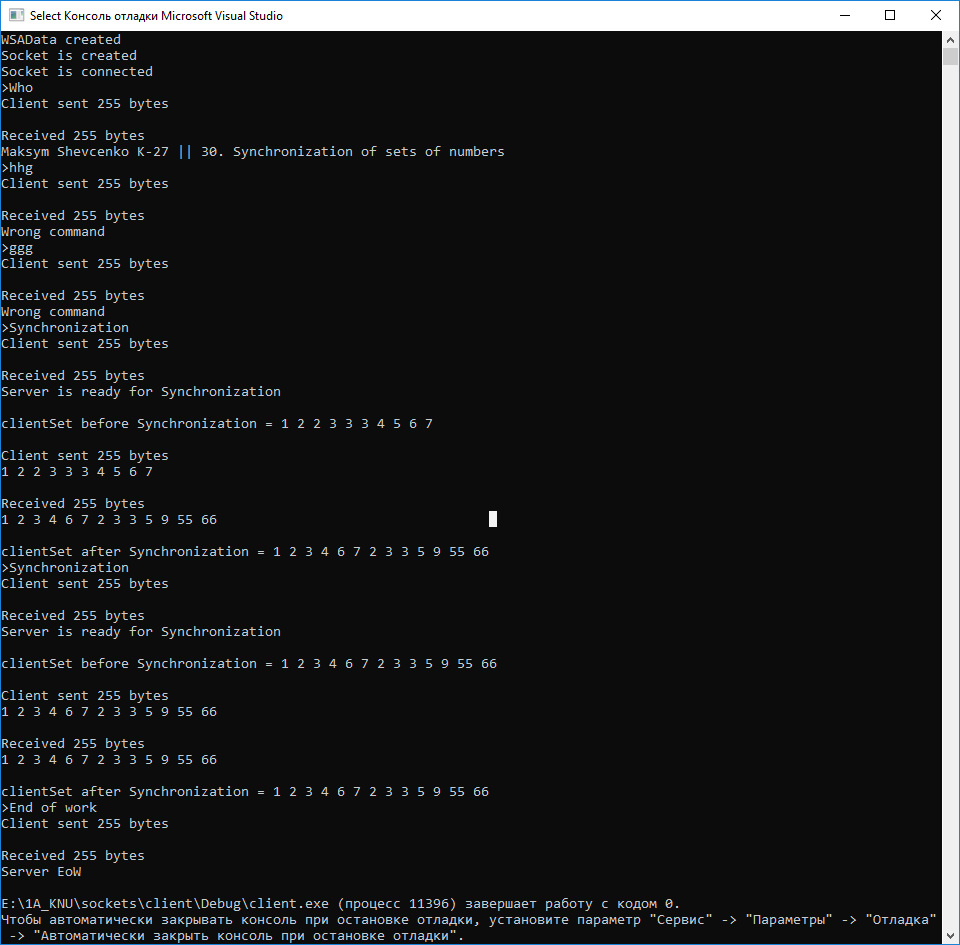 Select Консоль отладки Microsoft Visual Studio
WSAData created
Socket is created
Socket is connected
>Who
Client sent 255 bytes
Received 255 bytes
Maksym Shevcenko K-27 || 30. Synchronization of sets of numbers
>hhg
Client sent 255 bytes
Received 255 bytes
Wrong command
>ggg
Client sent 255 bytes
Received 255 bytes
Wrong command
>Synchronization
Client sent 255 bytes
Received 255 bytes
Server is ready for Synchronization
clientSet before Synchronization = 1 2 2 3 3 3 4 5 6 7
Client sent 255 bytes
1 2 2 3 3 3 4 5 6 7
Received 255 bytes
1 2 3 4 6 7 2 3 3 5 9 55 66
clientSet after Synchronization = 1 2 3 4 6 7 2 3 3 5 9 55 66
>Synchronization
Client sent 255 bytes
Received 255 bytes
Server is ready for Synchronization
clientSet before Synchronization = 1 2 3 4 6 7 2 3 3 5 9 55 66
Client sent 255 bytes
1 2 3 4 6 7 2 3 3 5 9 55 66
Received 255 bytes
1 2 3 4 6 7 2 3 3 5 9 55 66
clientSet after Synchronization = 1 2 3 4 6 7 2 3 3 5 9 55 66
>End of work
Client sent 255 bytes
Received 255 bytes
Server EoW
E:\1A_KNU\sockets\client\Debug\client.exe (процесс 11396) завершает работу с кодом 0.
Чтобы автоматически закрывать консоль при остановке отладки, установите параметр "Сервис" -> "Параметры" -> "Отладка"
-> "Автоматически закрыть консоль при остановке отладки".